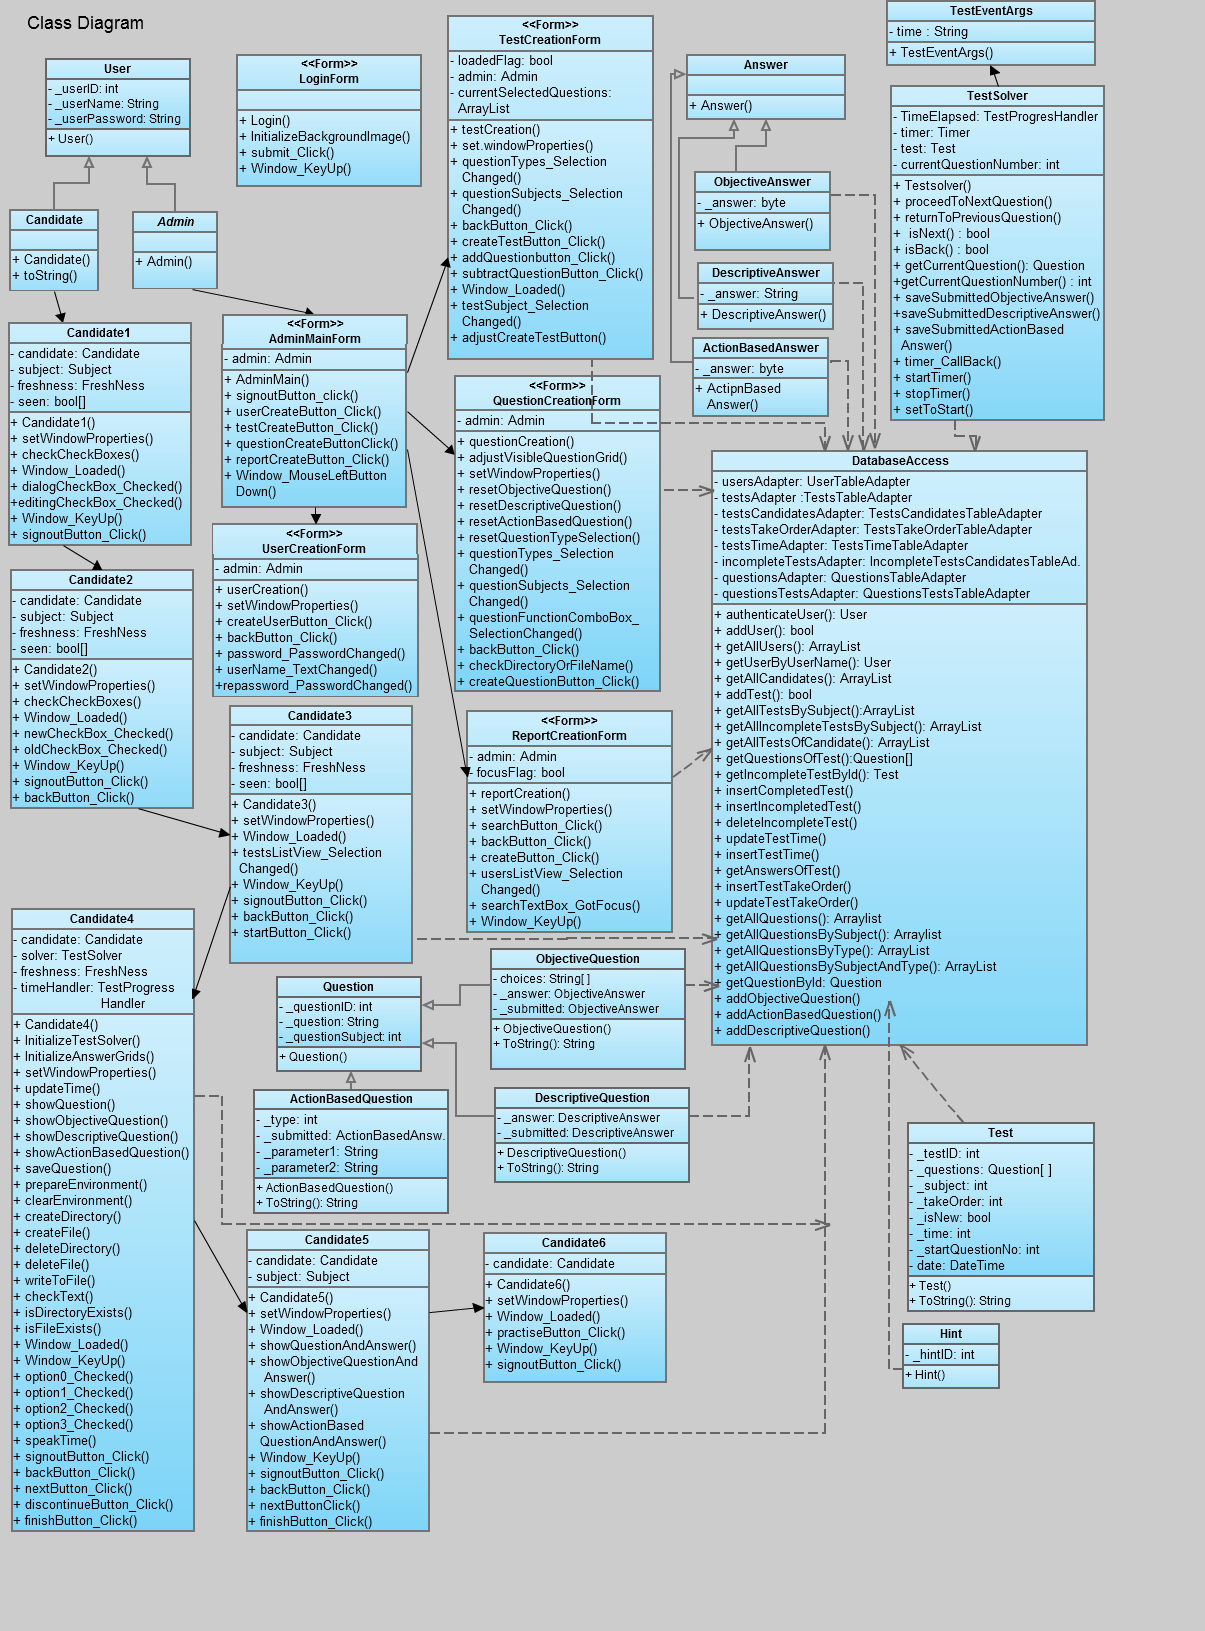 Class Diagram
User
- _userID: int
- _userName: String
- _userPassword: String
+ User()
<<Form>>
LoginForm
+ Login()
+ InitializeBackgroundImage()
+ submit_Click()
+ Window_KeyUp()
<<Form>>
TestCreationForm
- loadedFlag: bool
- admin: Admin
- currentSelectedQuestions:
ArrayList
+ testCreation()
+ set.windowProperties()
+ questionTypes_Selection
Changed()
+ questionSubjects_Selection
Changed()
+ backButton_Click()
+ createTestButton_Click()
+ addQuestionbutton_Click()
+ subtractQuestionButton_Click()
+ Window_Loaded()
+ testSubject_Selection
Changed()
+ adjustCreateTestButton()
Answer
+ Answer()
TestEventArgs
- time : String
+ TestEventArgs()
TestSolver
- TimeElapsed: TestProgresHandler
- timer: Timer
- test: Test
- currentQuestionNumber: int
+ Testsolver()
+ proceedToNextQuestion()
+ returnToPreviousQuestion()
+ isNext() : bool
+ isBack() : bool
+ getCurrentQuestion(): Question
+getCurrentQuestionNumber() : int
+ saveSubmittedObjectiveAnswer()
+saveSubmittedDescriptiveAnswer()
+ saveSubmittedActionBased
Answer()
+ timer_CallBack()
+ startTimer()
+ stopTimer()
+ setToStart()
Candidate
+ Candidate()
+ toString()
Admin
+ Admin()
ObjectiveAnswer
- _answer: byte
+ ObjectiveAnswer()
DescriptiveAnswer
- _answer: String
+ DescriptiveAnswer()
ActionBasedAnswer
- _answer: byte
+ ActipnBased
Answer()
Candidate1
- candidate: Candidate
- subject: Subject
- freshness: FreshNess
- seen: bool[]
+ Candidate1()
+ setWindowProperties()
+ checkCheckBoxes()
+ Window_Loaded()
+ dialogCheckBox_Checked()
+editingCheckBox_Checked()
+ Window_KeyUp()
+ signoutButton_Click()
<<Form>>
AdminMainForm
- admin: Admin
+ AdminMain()
+ signoutButton_click()
+ userCreateButton_Click()
+ testCreateButton_Click()
+ questionCreateButtonClick()
+ reportCreateButton_Click()
+ Window_MouseLeftButton
Down()
<<Form>>
QuestionCreationForm
- admin: Admin
+ questionCreation()
+ adjustVisibleQuestionGrid()
+ setWindowProperties()
+ resetObjectiveQuestion()
+ resetDescriptiveQuestion()
+ resetActionBasedQuestion()
+ resetQuestionTypeSelection()
+ questionTypes_Selection
Changed()
+ questionSubjects_Selection
Changed()
+ questionFunctionComboBox_
SelectionChanged()
+ backButton_Click()
+ checkDirectoryOrFileName()
+ createQuestionButton_Click()
DatabaseAccess
- usersAdapter: UserTableAdapter
- testsAdapter :TestsTableAdapter
- testsCandidatesAdapter: TestsCandidatesTableAdapter
- testsTakeOrderAdapter: TestsTakeOrderTableAdapter
- testsTimeAdapter: TestsTimeTableAdapter
- incompleteTestsAdapter: IncompleteTestsCandidatesTableAd.
- questionsAdapter: QuestionsTableAdapter
- questionsTestsAdapter: QuestionsTestsTableAdapter
+ authenticateUser(): User
+ addUser(): bool
+ getAllUsers(): ArrayList
+ getUserByUserName(): User
+ getAllCandidates(): ArrayList
+ addTest(): bool
+ getAllTestsBySubject():ArrayList
+ getAllIncompleteTestsBySubject(): ArrayList
+ getAllTestsOfCandidate(): ArrayList
+ getQuestionsOfTest():Question[]
+ getIncompleteTestById(): Test
+ insertCompletedTest()
+ insertIncompletedTest()
+ deleteIncompleteTest()
+ updateTestTime()
+ insertTestTime()
+ getAnswersOfTest()
+ insertTestTakeOrder()
+ updateTestTakeOrder()
+ getAllQuestions(): Arraylist
+ getAllQuestionsBySubject(): Arraylist
+ getAllQuestionsByType(): ArrayList
+ getAllQuestionsBySubjectAndType(): ArrayList
+ getQuestionById: Question
+ addObjectiveQuestion()
+ addActionBasedQuestion()
+ addDescriptiveQuestion()
<<Form>>
UserCreationForm
- admin: Admin
+ userCreation()
+ setWindowProperties()
+ createUserButton_Click()
+ backButton_Click()
+ password_PasswordChanged()
+ userName_TextChanged()
+repassword_PasswordChanged()
Candidate2
- candidate: Candidate
- subject: Subject
- freshness: FreshNess
- seen: bool[]
+ Candidate2()
+ setWindowProperties()
+ checkCheckBoxes()
+ Window_Loaded()
+ newCheckBox_Checked()
+ oldCheckBox_Checked()
+ Window_KeyUp()
+ signoutButton_Click()
+ backButton_Click()
Candidate3
- candidate: Candidate
- subject: Subject
- freshness: FreshNess
- seen: bool[]
+ Candidate3()
+ setWindowProperties()
+ Window_Loaded()
+ testsListView_Selection
Changed()
+ Window_KeyUp()
+ signoutButton_Click()
+ backButton_Click()
+ startButton_Click()
<<Form>>
ReportCreationForm
- admin: Admin
- focusFlag: bool
+ reportCreation()
+ setWindowProperties()
+ searchButton_Click()
+ backButton_Click()
+ createButton_Click()
+ usersListView_Selection
Changed()
+ searchTextBox_GotFocus()
+ Window_KeyUp()
Candidate4
- candidate: Candidate
- solver: TestSolver
- freshness: FreshNess
- timeHandler: TestProgress
Handler
+ Candidate4()
+ InitializeTestSolver()
+ InitializeAnswerGrids()
+ setWindowProperties()
+ updateTime()
+ showQuestion()
+ showObjectiveQuestion()
+ showDescriptiveQuestion()
+ showActionBasedQuestion()
+ saveQuestion()
+ prepareEnvironment()
+ clearEnvironment()
+ createDirectory()
+ createFile()
+ deleteDirectory()
+ deleteFile()
+ writeToFile()
+ checkText()
+ isDirectoryExists()
+ isFileExists()
+ Window_Loaded()
+ Window_KeyUp()
+ option0_Checked()
+ option1_Checked()
+ option2_Checked()
+ option3_Checked()
+ speakTime()
+ signoutButton_Click()
+ backButton_Click()
+ nextButton_Click()
+ discontinueButton_Click()
+ finishButton_Click()
Question
- _questionID: int
- _question: String
- _questionSubject: int
+ Question()
ObjectiveQuestion
- choices: String[ ]
- _answer: ObjectiveAnswer
- _submitted: ObjectiveAnswer
+ ObjectiveQuestion()
+ ToString(): String
ActionBasedQuestion
- _type: int
- _submitted: ActionBasedAnsw.
- _parameter1: String
- _parameter2: String
+ ActionBasedQuestion()
+ ToString(): String
DescriptiveQuestion
- _answer: DescriptiveAnswer
- _submitted: DescriptiveAnswer
+ DescriptiveQuestion()
+ ToString(): String
Test
- _testID: int
- _questions: Question[ ]
- _subject: int
- _takeOrder: int
- _isNew: bool
- _time: int
- _startQuestionNo: int
- date: DateTime
+ Test()
+ ToString(): String
Candidate5
- candidate: Candidate
- subject: Subject
+ Candidate5()
+ setWindowProperties()
+ Window_Loaded()
+ showQuestionAndAnswer()
+ showObjectiveQuestionAnd
Answer()
+ showDescriptiveQuestion
AndAnswer()
+ showActionBased
QuestionAndAnswer()
+ Window_KeyUp()
+ signoutButton_Click()
+ backButton_Click()
+ nextButtonClick()
+ finishButton_Click()
Candidate6
- candidate: Candidate
+ Candidate6()
+ setWindowProperties()
+ Window_Loaded()
+ practiseButton_Click()
+ Window_KeyUp()
+ signoutButton_Click()
Hint
- _hintID: int
+ Hint()